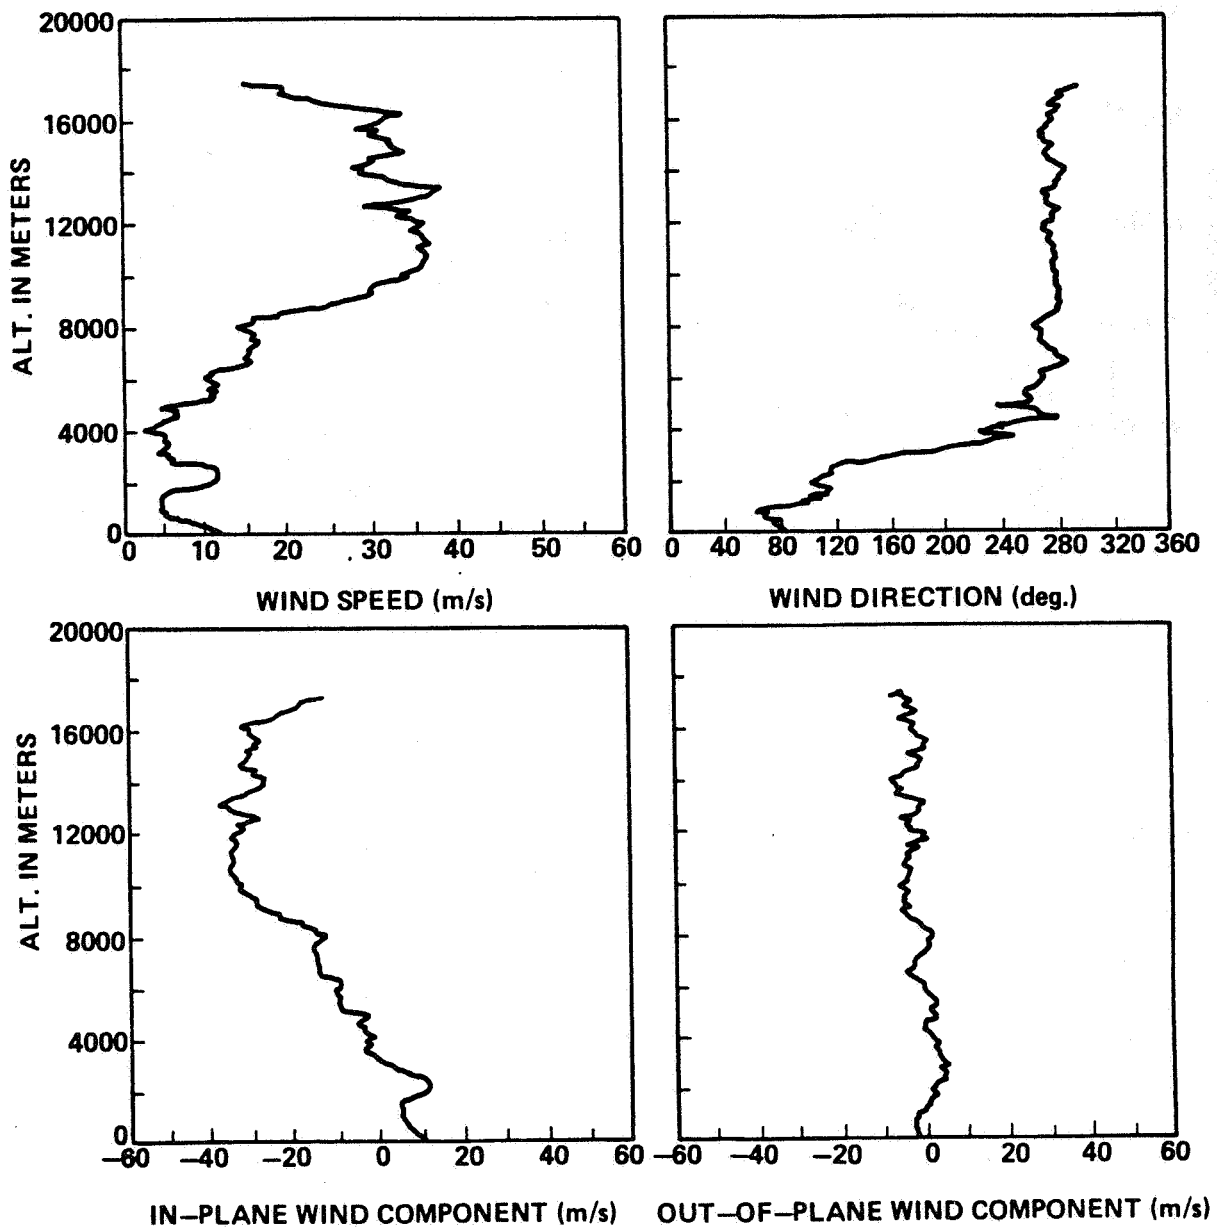 20000
16000
12000
8000
4000
0
ALT. IN METERS
0 10 20 30 40 50 60
WIND SPEED (m/s)
0 40 80 120 160 200 240 280 320 360
WIND DIRECTION (deg.)
20000
16000
12000
8000
4000
0
ALT. IN METERS
–60 –40 –20 0 20 40 60
IN–PLANE WIND COMPONENT (m/s)
–60 –40 –20 0 20 40 60
OUT–OF–PLANE WIND COMPONENT (m/s)